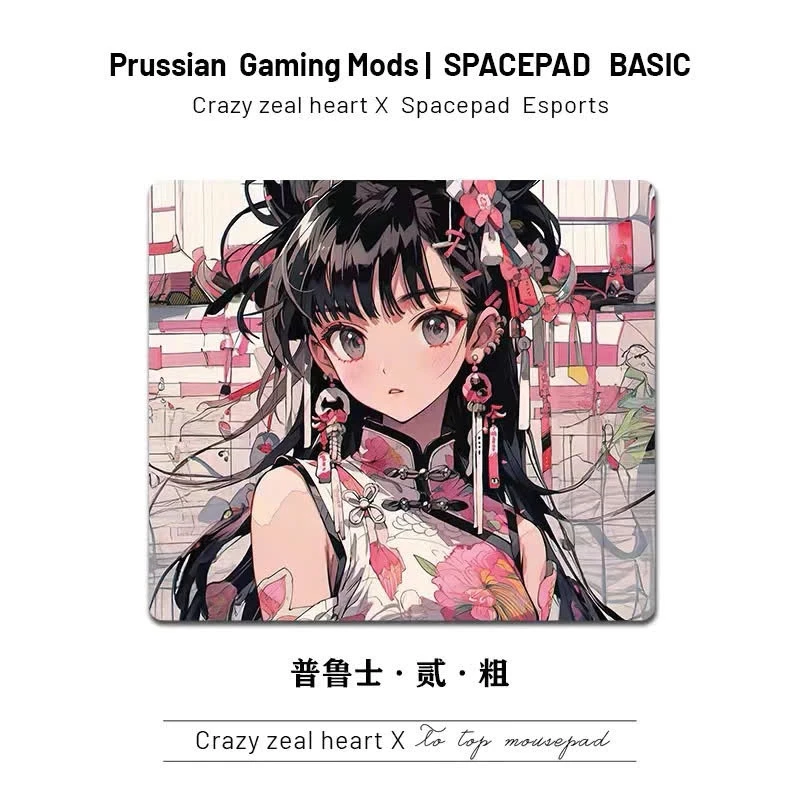 Prussian Gaming Mods | SPACEPAD BASIC
Crazy zeal heart X Spacepad Esports
普鲁士 · 贰 · 粗
Crazy zeal heart X To top mousepad